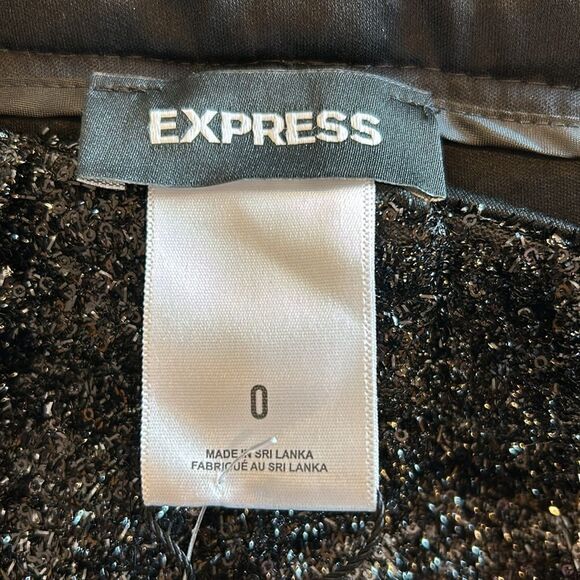 EXPRESS
0
MADE IN SRI LANKA
FABRIQUÉ AU SRI LANKA